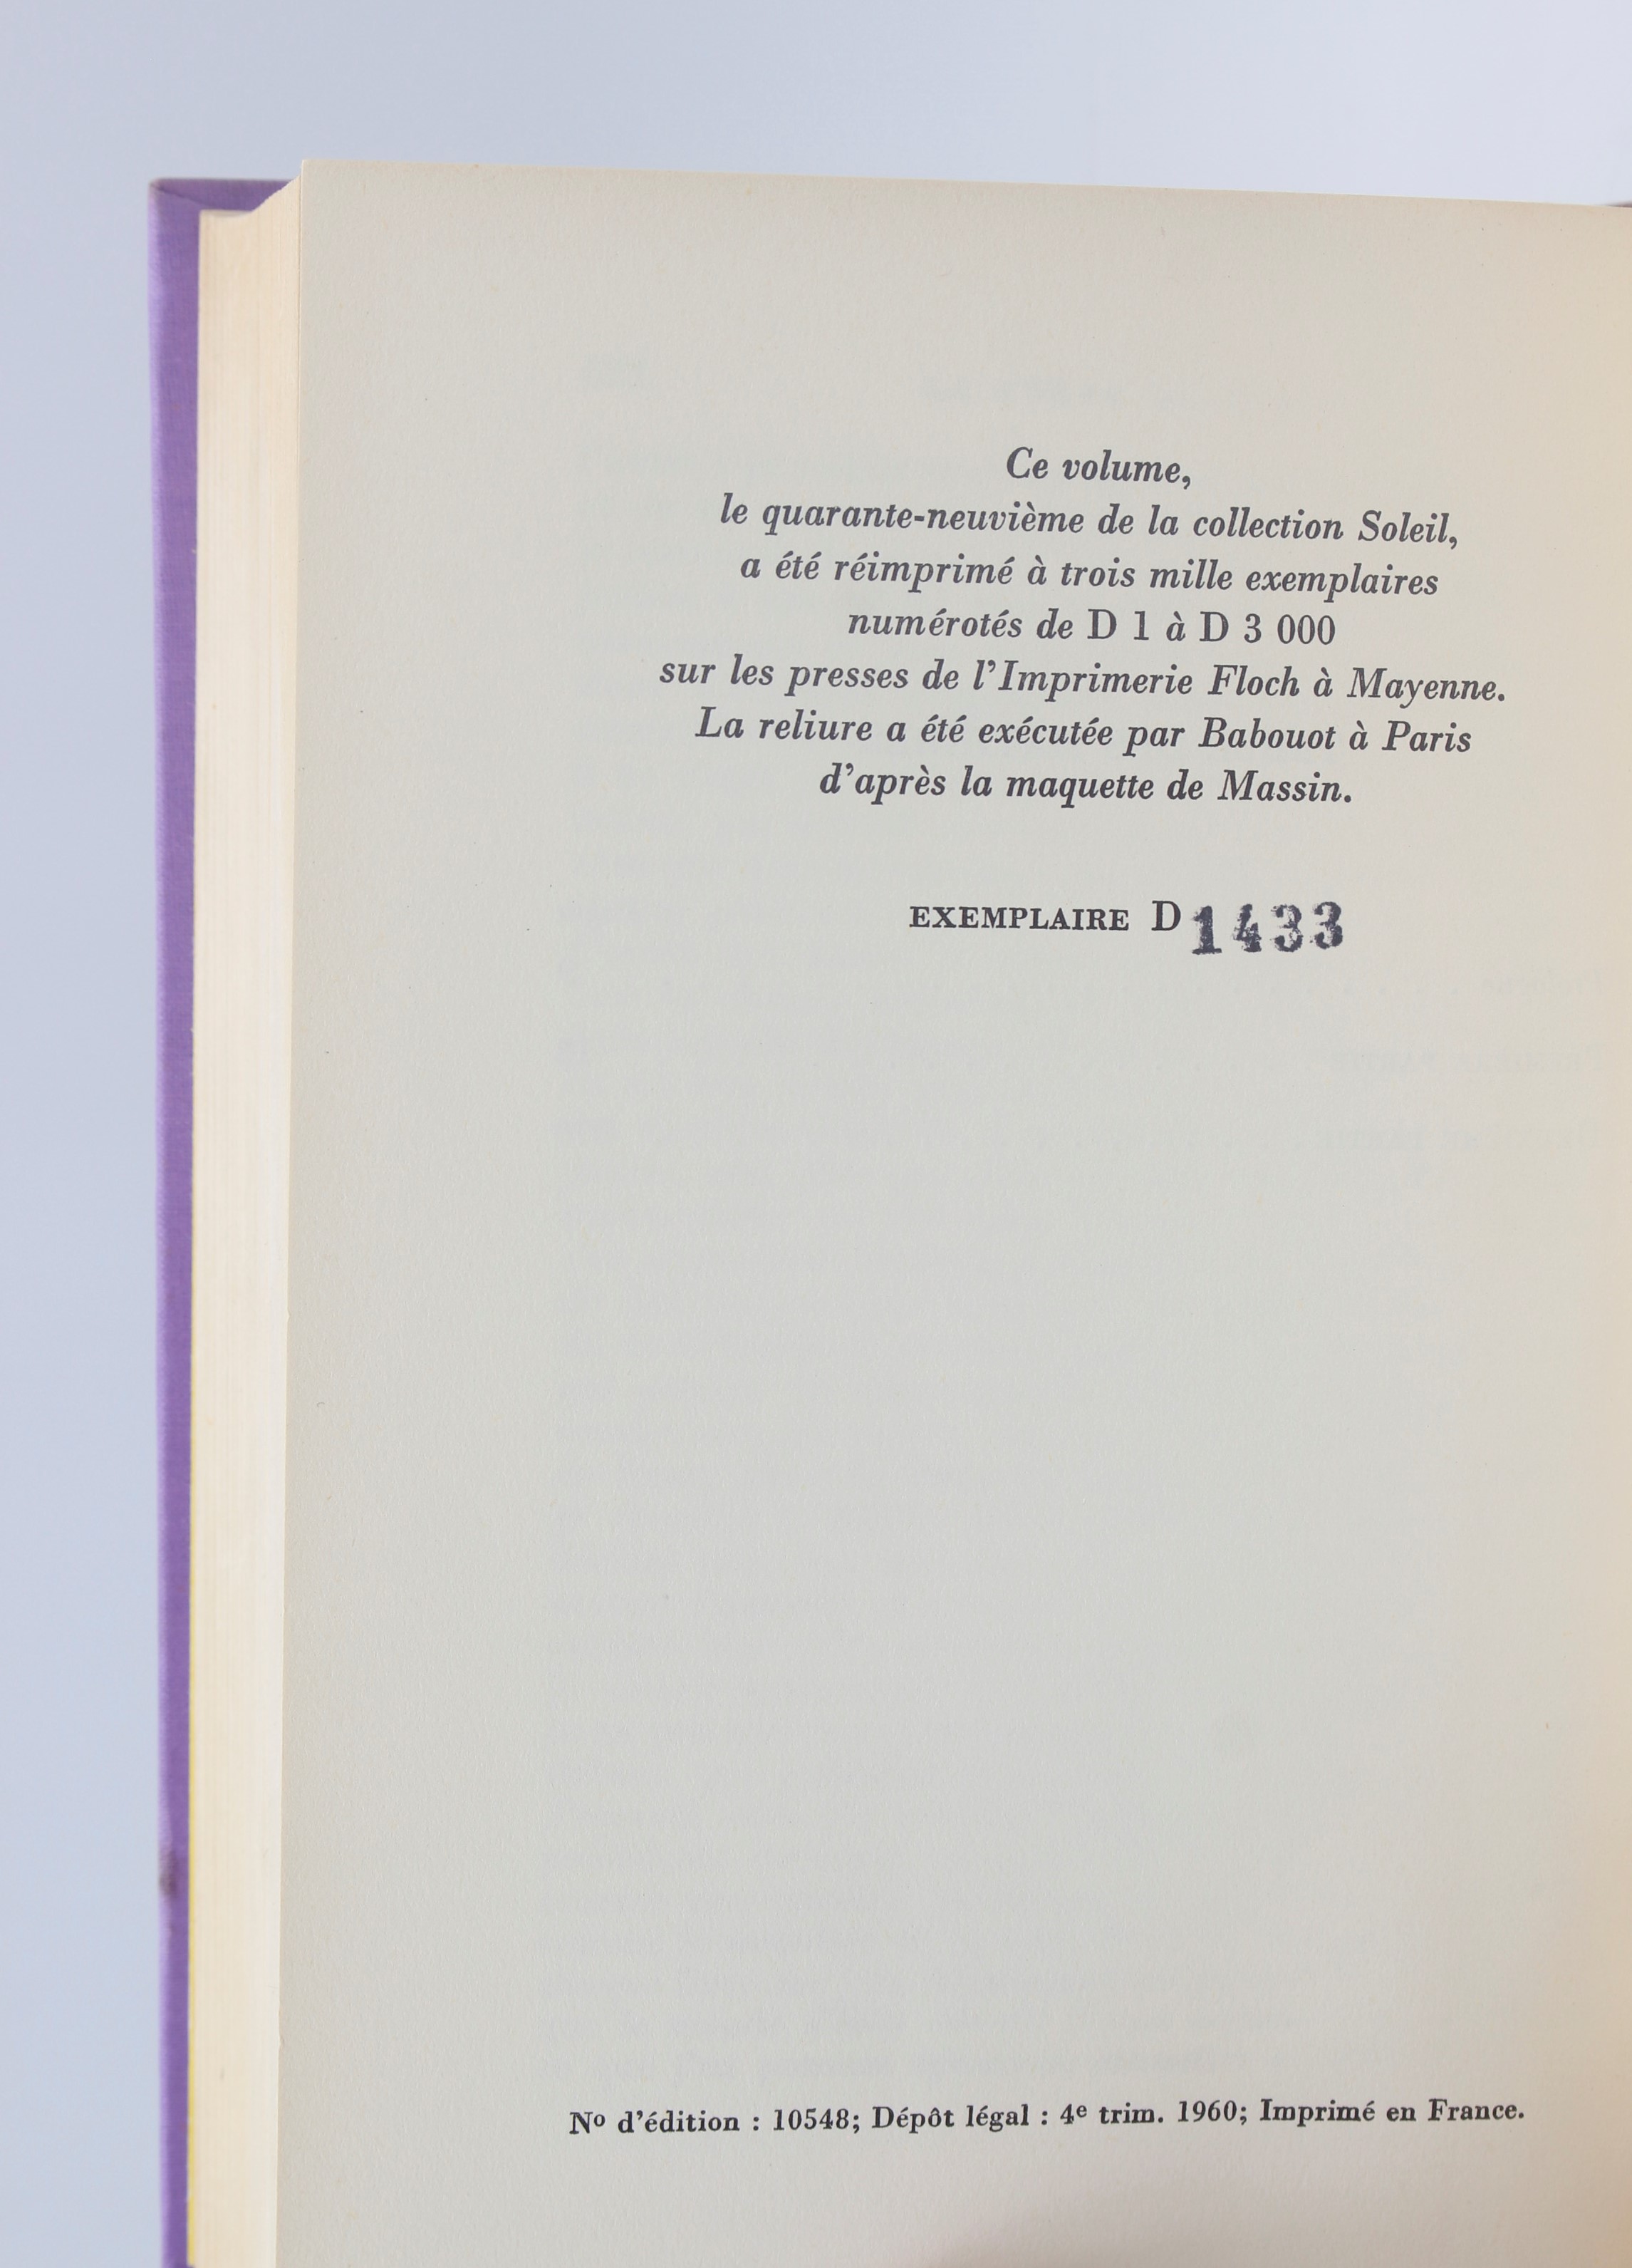 Ce volume,
le quarante-neuvième de la collection Soleil,
a été réimprimé à trois mille exemplaires
numérotés de D 1 à D 3 000
sur les presses de l'Imprimerie Floch à Mayenne.
La reliure a été exécutée par Babouot à Paris
d'après la maquette de Massin.
EXEMPLAIRE D 1433
Nº d'édition : 10548; Dépôt légal : 4e trim. 1960; Imprimé en France.